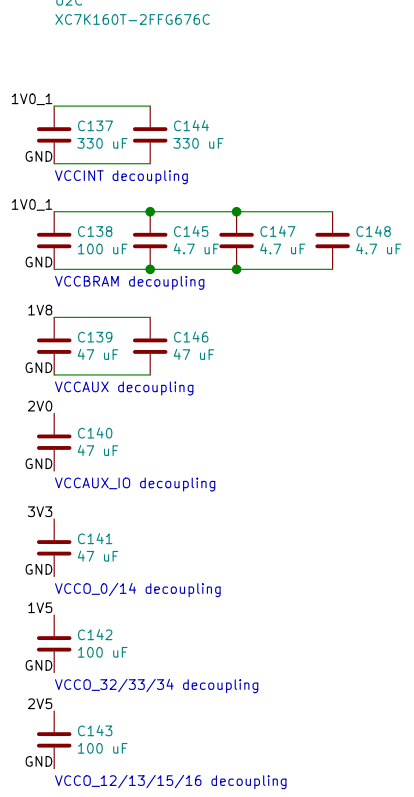 U2C
XC7K160T-2FFG676C
1V0_1
C137
330 uF
C144
330 uF
GND
VCCINT decoupling
1V0_1
C138
100 uF
C145
4.7 uF
C147
4.7 uF
C148
4.7 uF
GND
VCCBRAM decoupling
1V8
C139
47 uF
C146
47 uF
GND
VCCAUX decoupling
2V0
C140
47 uF
GND
VCCAUX_IO decoupling
3V3
C141
47 uF
GND
VCCO_0/14 decoupling
1V5
C142
100 uF
GND
VCCO_32/33/34 decoupling
2V5
C143
100 uF
GND
VCCO_12/13/15/16 decoupling